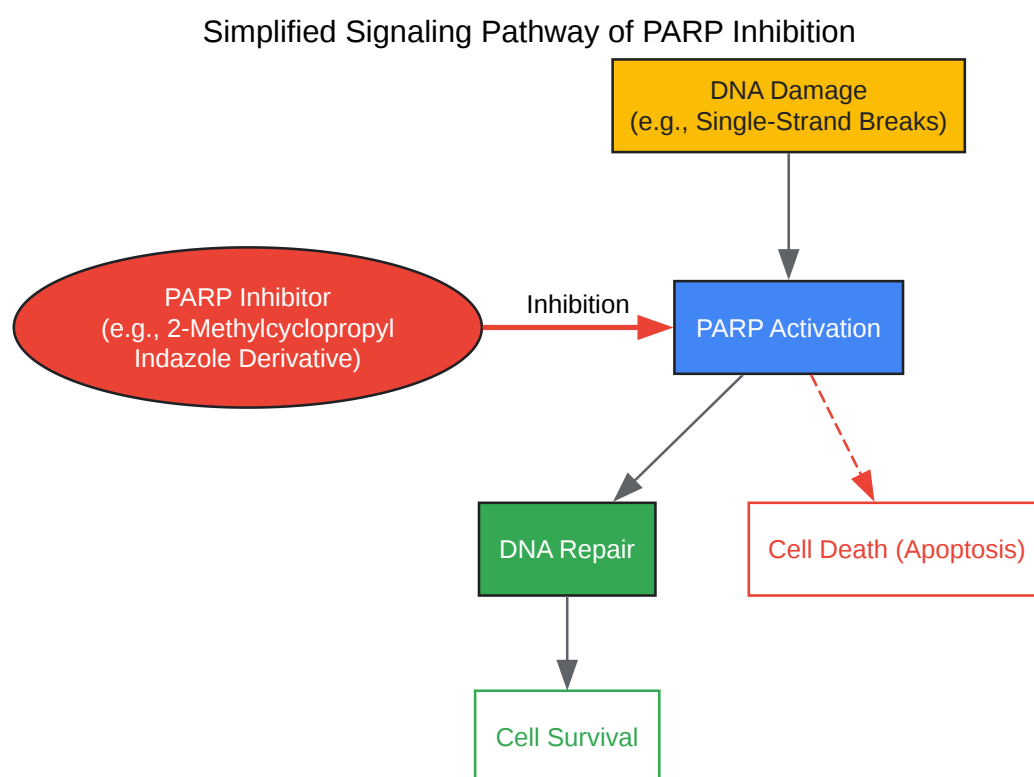 Simplified Signaling Pathway of PARP Inhibition
DNA Damage
(e.g., Single-Strand Breaks)
PARP Inhibitor
(e.g., 2-Methylcyclopropyl
Indazole Derivative)
Inhibition
PARP Activation
DNA Repair
Cell Death (Apoptosis)
Cell Survival